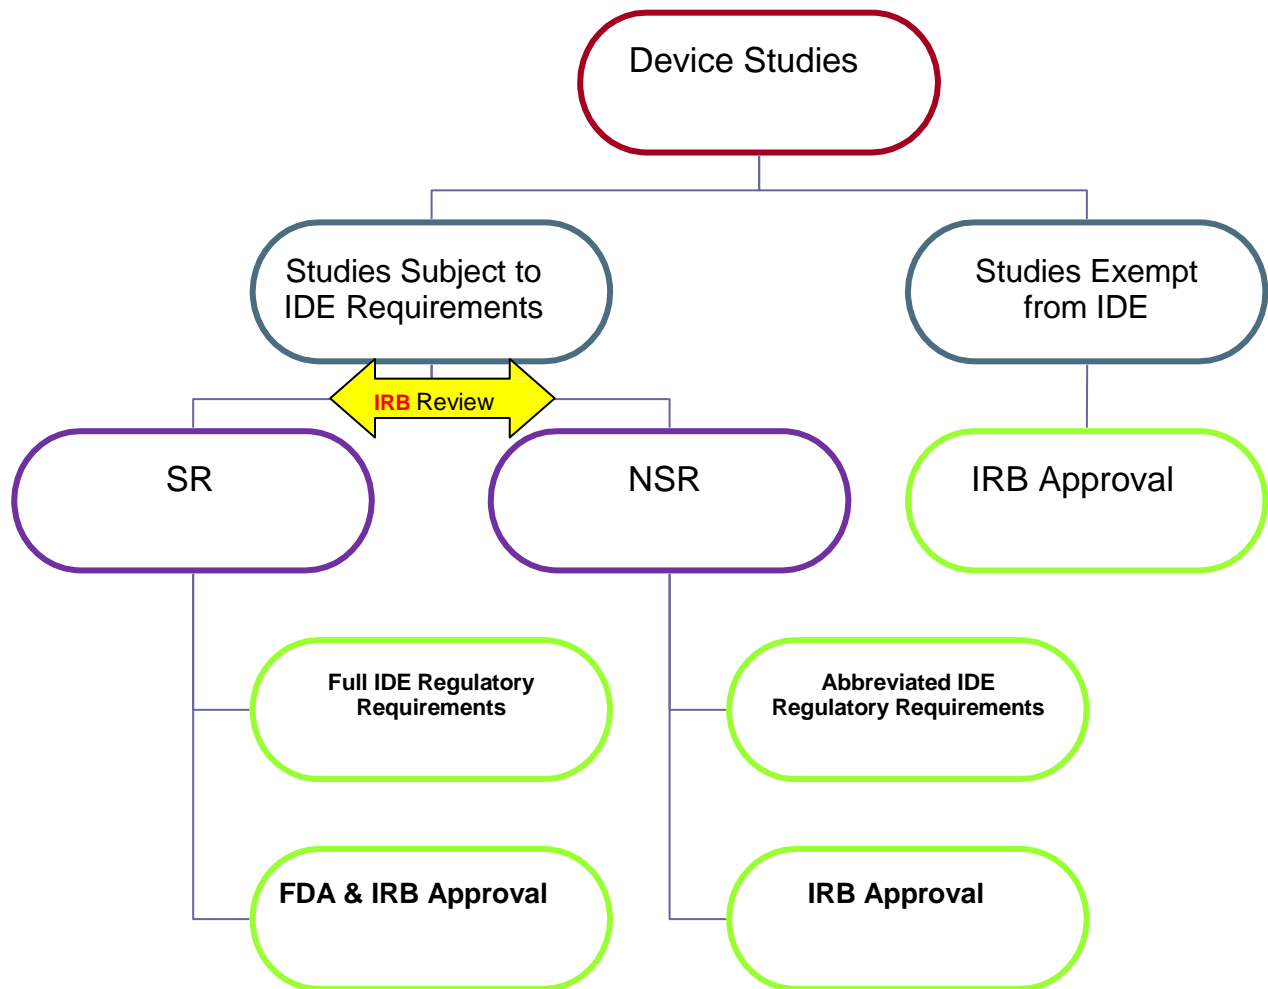 Device Studies
Studies Subject to
IDE Requirements
Studies Exempt
from IDE
IRB Review
SR
NSR
IRB Approval
Full IDE Regulatory
Requirements
Abbreviated IDE
Regulatory Requirements
FDA & IRB Approval
IRB Approval